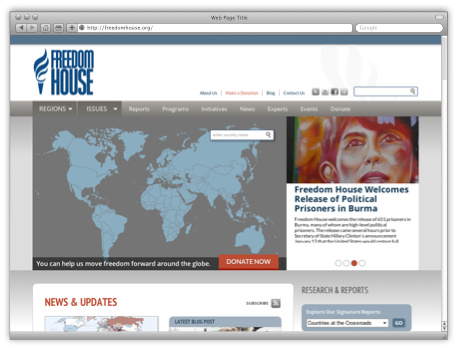 Web Page Title
http://freedomhouse.org/
Google
FREEDOM
HOUSE
About Us | Make a Donation | Blog | Contact Us
REGIONS ISSUES Reports Programs Initiatives News Experts Events Donate
enter country name
Freedom House Welcomes
Release of Political
Prisoners in Burma
Freedom House welcomes the release of 651 prisoners in
Burma, many of whom are high-level political
prisoners. The release came several hours prior to
Secretary of State Hillary Clinton's announcement
January 13 that the United States would restore full
You can help us move freedom forward around the globe.
DONATE NOW
NEWS & UPDATES
SUBSCRIBE
LATEST BLOG POST
RESEARCH & REPORTS
Explore Our Signature Reports
Countries at the Crossroads
GO